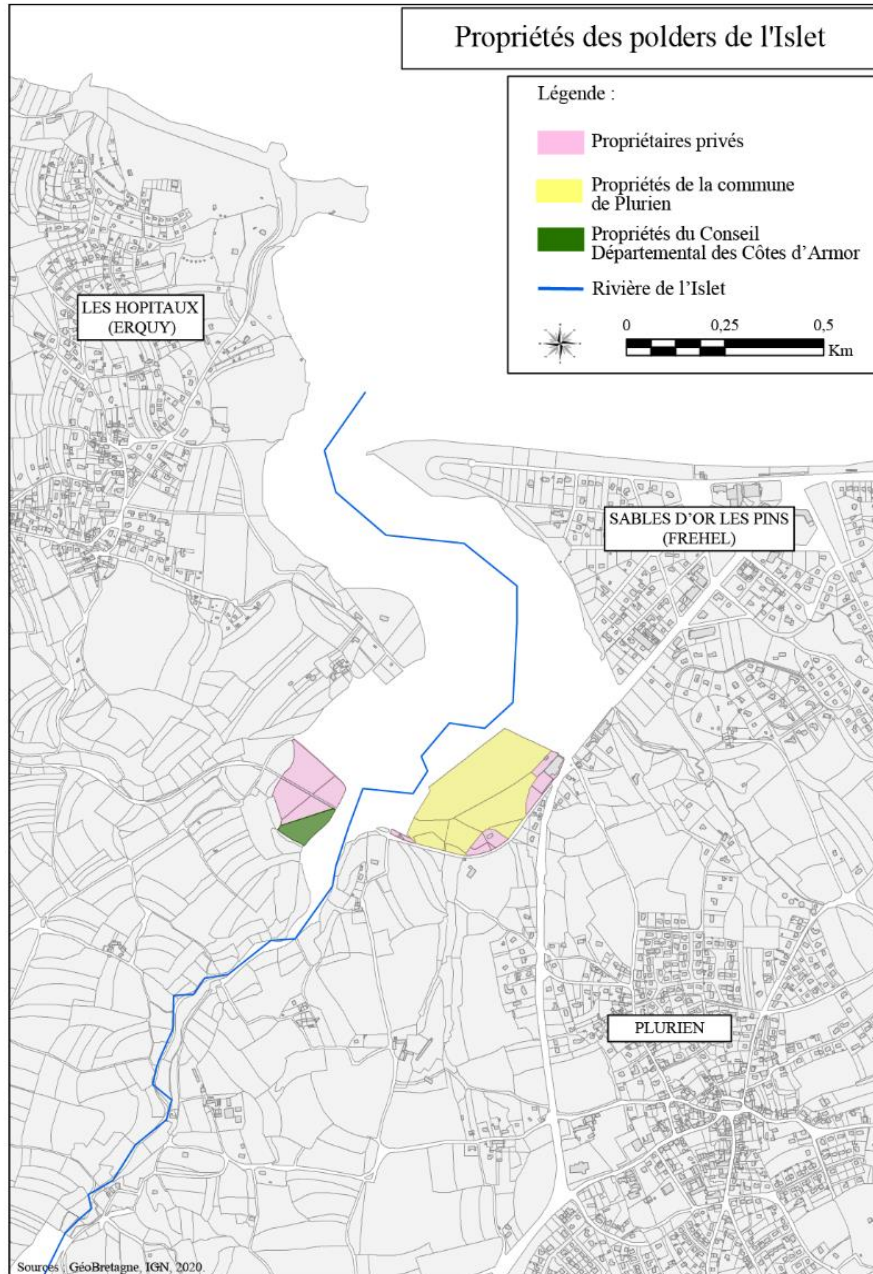 Propriétés des polders de l'Islet
Légende :
Propriétaires privés
Propriétés de la commune
de Plurien
Propriétés du Conseil
Départemental des Côtes d’Armor
Rivière de l’Islet
0 0,25 0,5
Km
LES HOPITAUX
(ERQUY)
SABLES D’OR LES PINS
(FREHEL)
PLURIEN
Sources : GéoBretagne, IGN, 2020